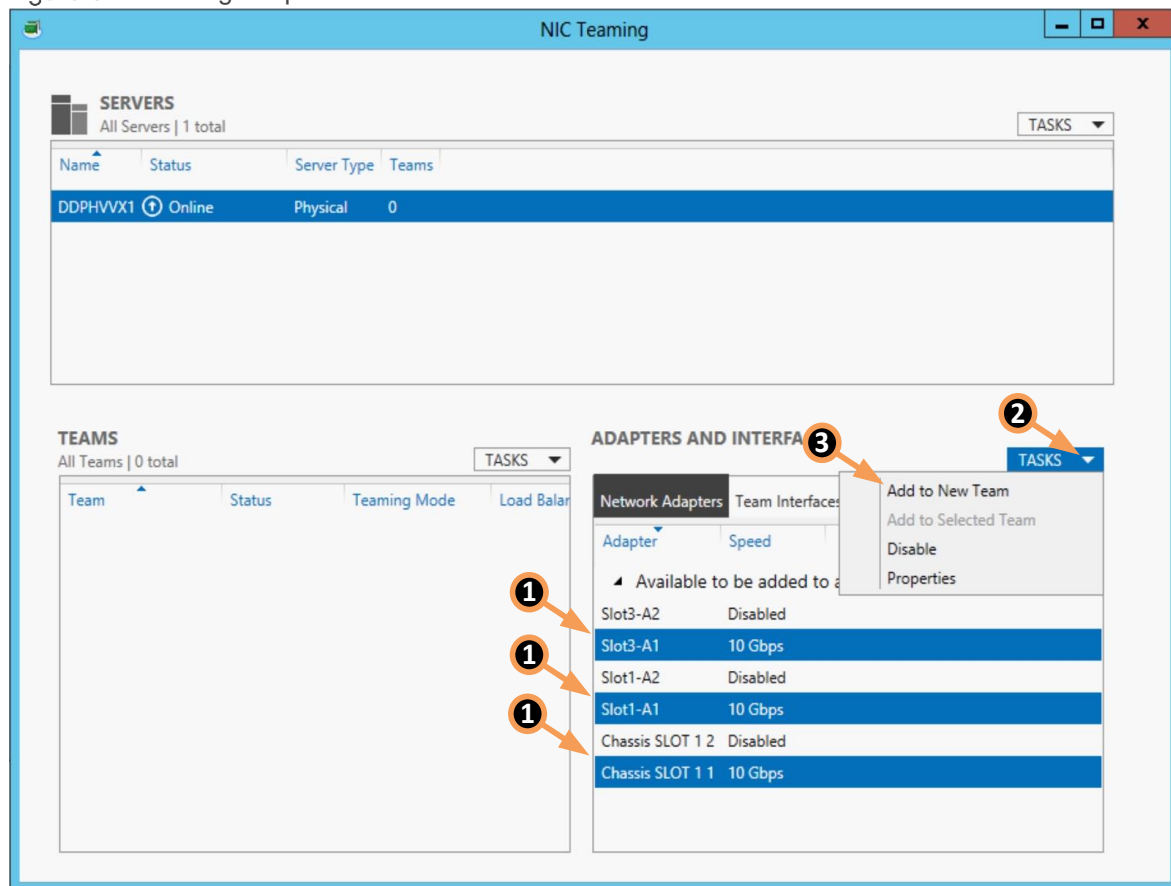 NIC Teaming
SERVERS
All Servers | 1 total
TASKS
Name Status Server Type Teams
DDPHVVX1 Online Physical 0
TEAMS
All Teams | 0 total
TASKS
Team Status Teaming Mode Load Balar
ADAPTERS AND INTERFA
3
2
TASKS
Network Adapters Team Interfaces
Add to New Team
Add to Selected Team
Disable
Properties
Adapter Speed
Available to be added to a
1
Slot3-A2 Disabled
Slot3-A1 10 Gbps
1
Slot1-A2 Disabled
Slot1-A1 10 Gbps
1
Chassis SLOT 1 2 Disabled
Chassis SLOT 1 1 10 Gbps